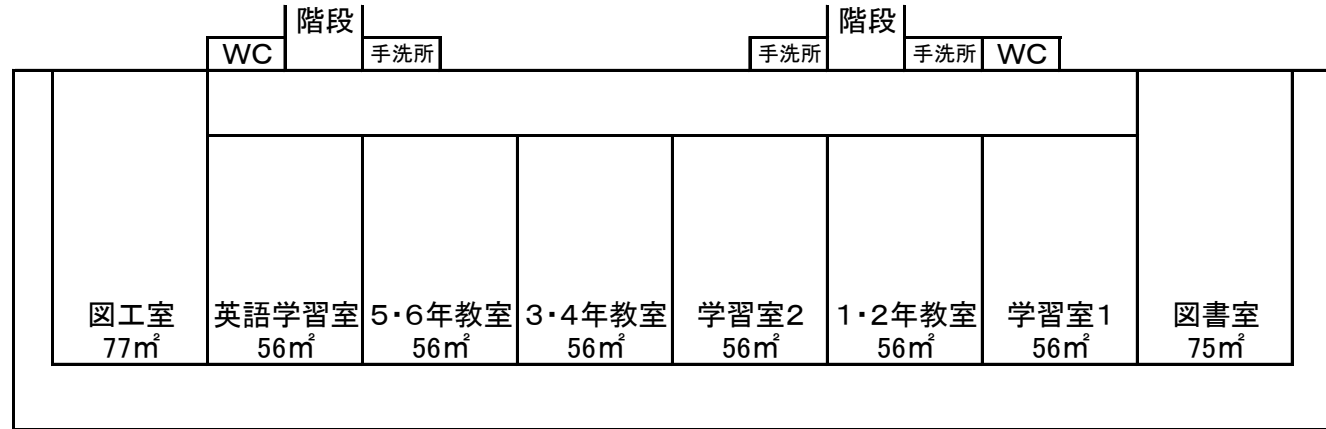 階段
階段
WC
手洗所
手洗所
手洗所
WC
図工室
77㎡
英語学習室
56㎡
5・6年教室
56㎡
3・4年教室
56㎡
学習室2
56㎡
1・2年教室
56㎡
学習室1
56㎡
図書室
75㎡